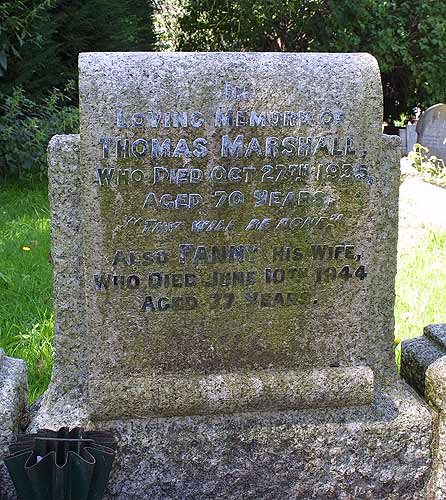 In
Loving Memory of
Thomas Marshall
who Died Oct 27th 1935,
Aged 70 Years.
"Thy will be done"
Also Fanny his Wife,
who Died June 10th 1944
Aged 77 Years.